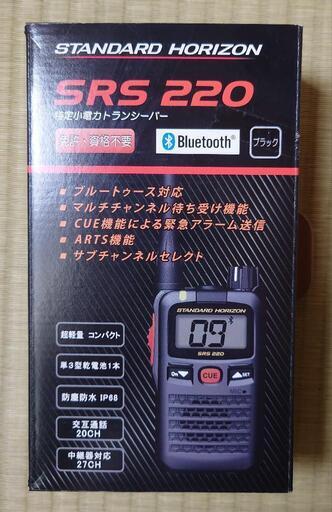 STANDARD HORIZON
SRS 220
特定小電力トランシーバー
免許・資格不要
Bluetooth®
ブラック
■ ブルートゥース対応
■ マルチチャンネル待ち受け機能
■ CUE機能による緊急アラーム送信
■ ARTS機能
■ サブチャンネルセレクト
STANDARD HORIZON
09
SRS 220
On
CUE
▲SET
MIC
超軽量 コンパクト
単3型乾電池1本
防塵防水 IP68
交互通話
20CH
中継器対応
27CH